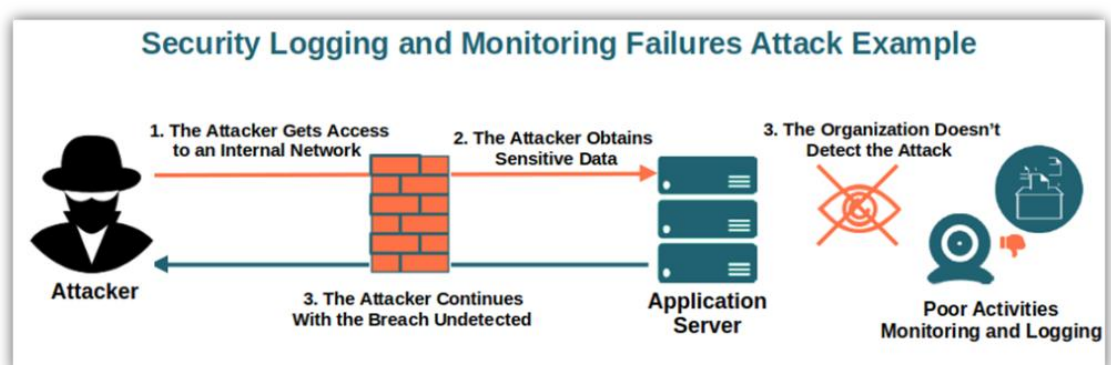 Security Logging and Monitoring Failures Attack Example
1. The Attacker Gets Access
to an Internal Network
2. The Attacker Obtains
Sensitive Data
3. The Organization Doesn't
Detect the Attack
Attacker
3. The Attacker Continues
With the Breach Undetected
Application
Server
Poor Activities
Monitoring and Logging